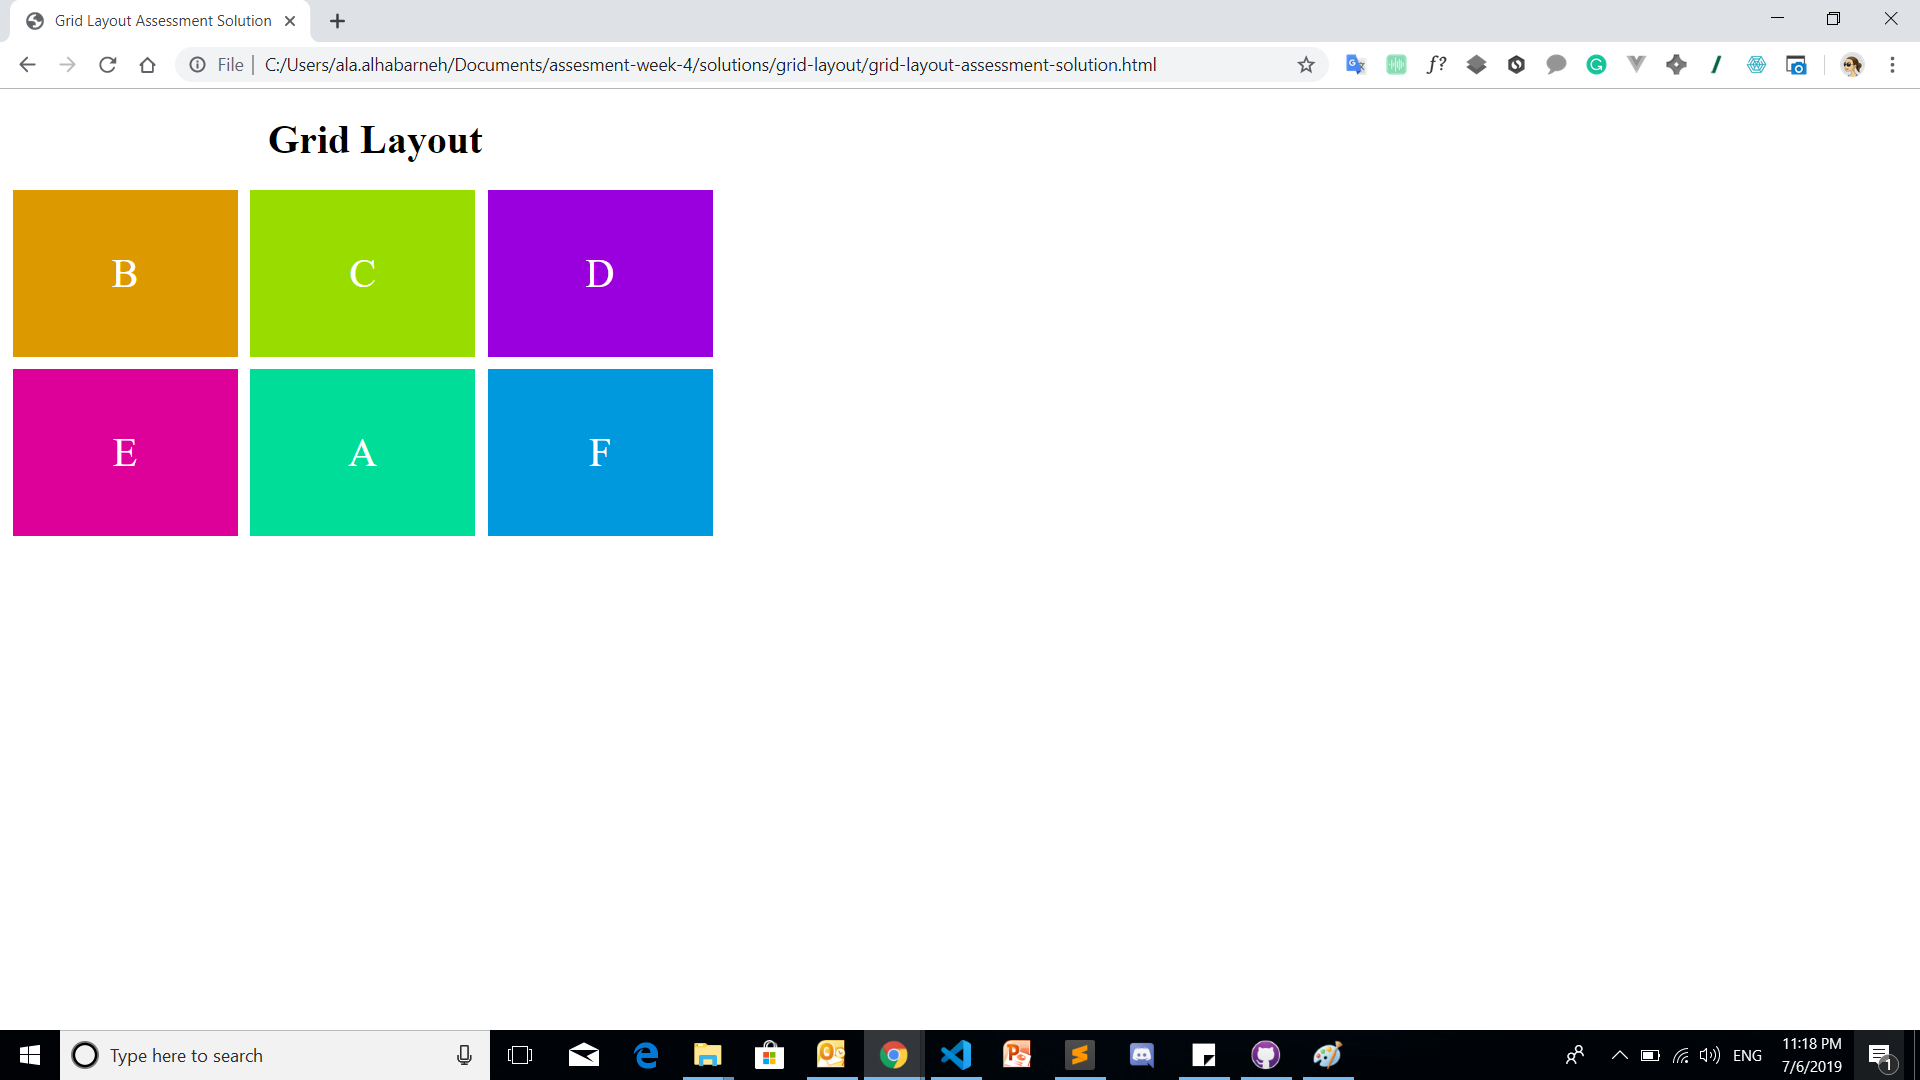 Grid Layout Assessment Solution
File
C:/Users/ala.alhabarneh/Documents/assesment-week-4/solutions/grid-layout/grid-layout-assessment-solution.html
f?
Grid Layout
B C D
E A F
Type here to search
ENG
11:18 PM
7/6/2019
1